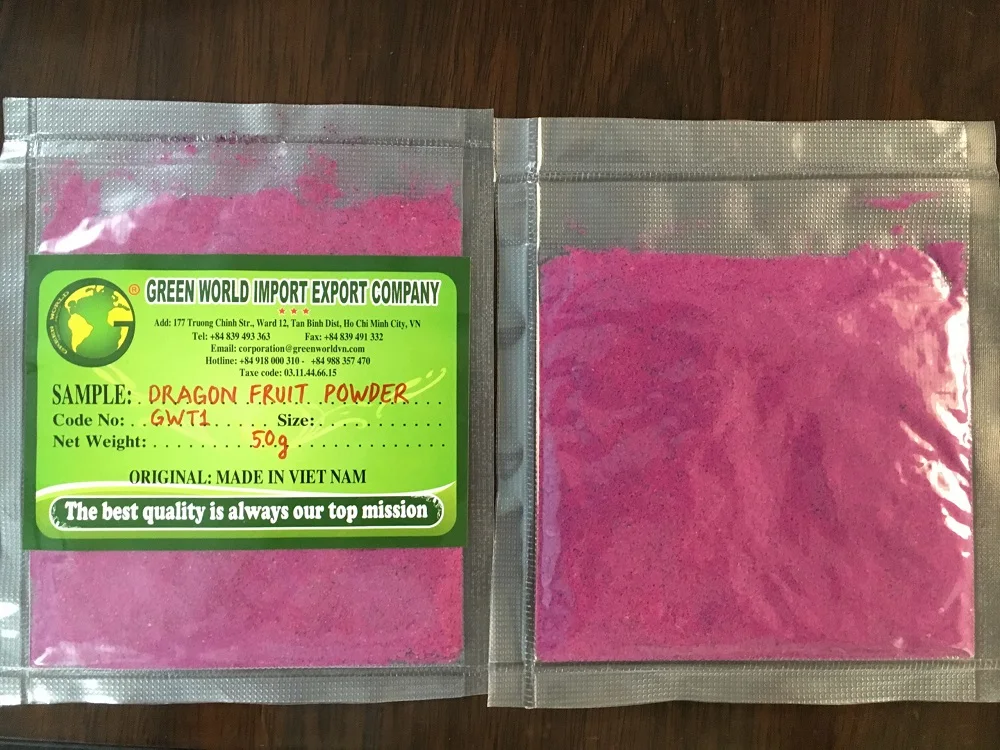 GREEN WORLD
®
GREEN WORLD IMPORT EXPORT COMPANY
★ ★ ★
Add: 177 Truong Chinh Str., Ward 12, Tan Binh Dist, Ho Chi Minh City, VN
Tel: +84 839 493 363 Fax: +84 839 491 332
Email: corporation@greenworldvn.com
Hotline: +84 918 000 310 - +84 988 357 470
Taxe code: 03.11.44.66.15
SAMPLE: DRAGON FRUIT POWDER
Code No: GWT1 Size:
Net Weight: 50g
ORIGINAL: MADE IN VIET NAM
The best quality is always our top mission